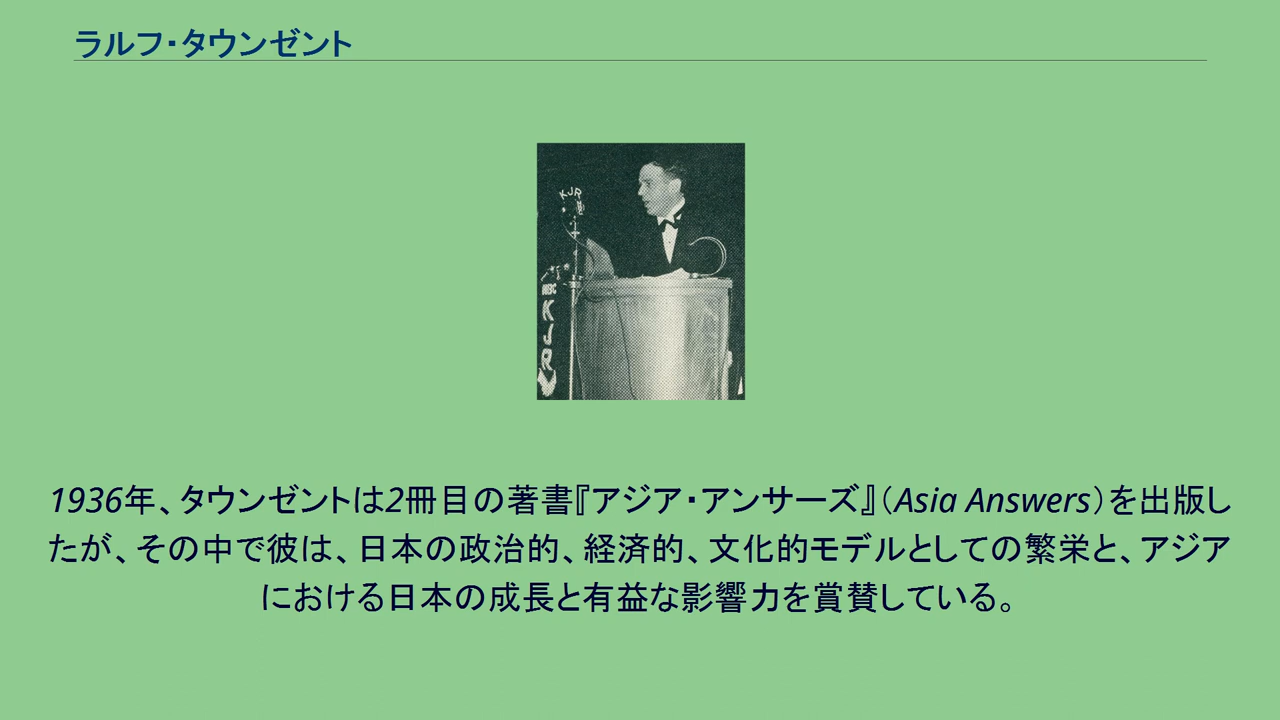 ラルフ・タウンゼント
KJR
NBC
KJR
1936年、タウンゼントは2冊目の著書『アジア・アンサーズ』（Asia Answers）を出版し
たが、その中で彼は、日本の政治的、経済的、文化的モデルとしての繁栄と、アジア
における日本の成長と有益な影響力を賞賛している。